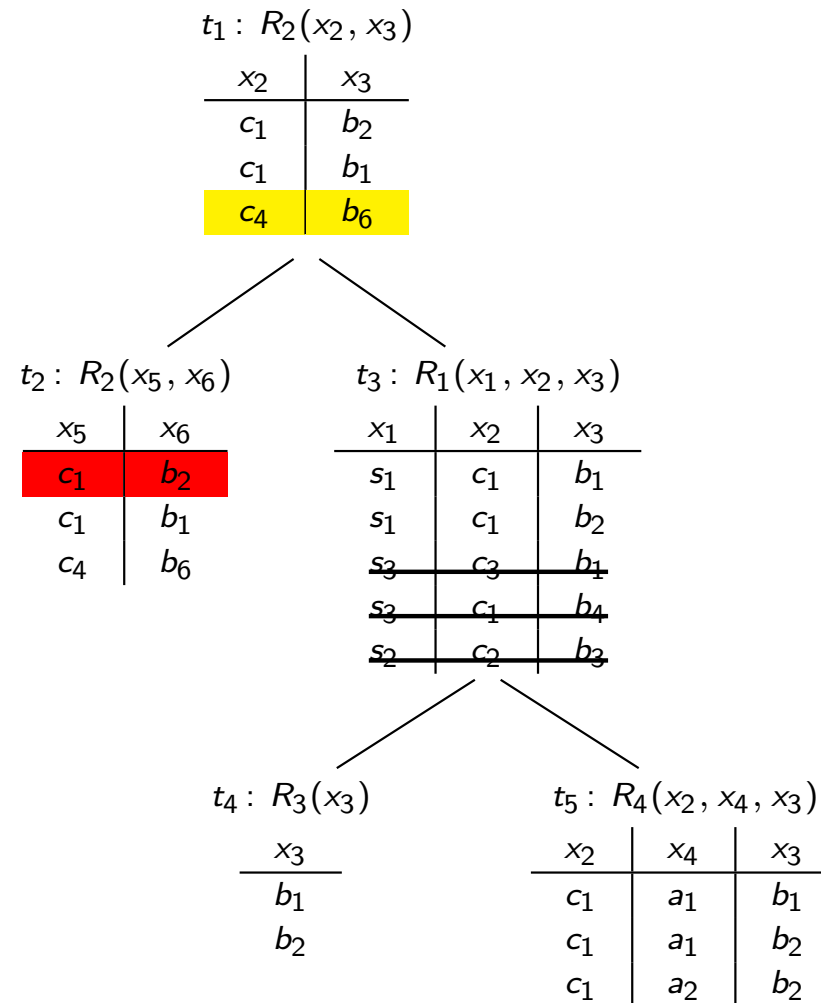 t₁ : R₂(x₂, x₃)
x₂ x₃
c₁ b₂
c₁ b₁
c₄ b₆
t₂ : R₂(x₅, x₆)
x₅ x₆
c₁ b₂
c₁ b₁
c₄ b₆
t₃ : R₁(x₁, x₂, x₃)
x₁ x₂ x₃
s₁ c₁ b₁
s₁ c₁ b₂
s₃ c₃ b₁
s₃ c₁ b₄
s₂ c₂ b₃
t₄ : R₃(x₃)
x₃
b₁
b₂
t₅ : R₄(x₂, x₄, x₃)
x₂ x₄ x₃
c₁ a₁ b₁
c₁ a₁ b₂
c₁ a₂ b₂